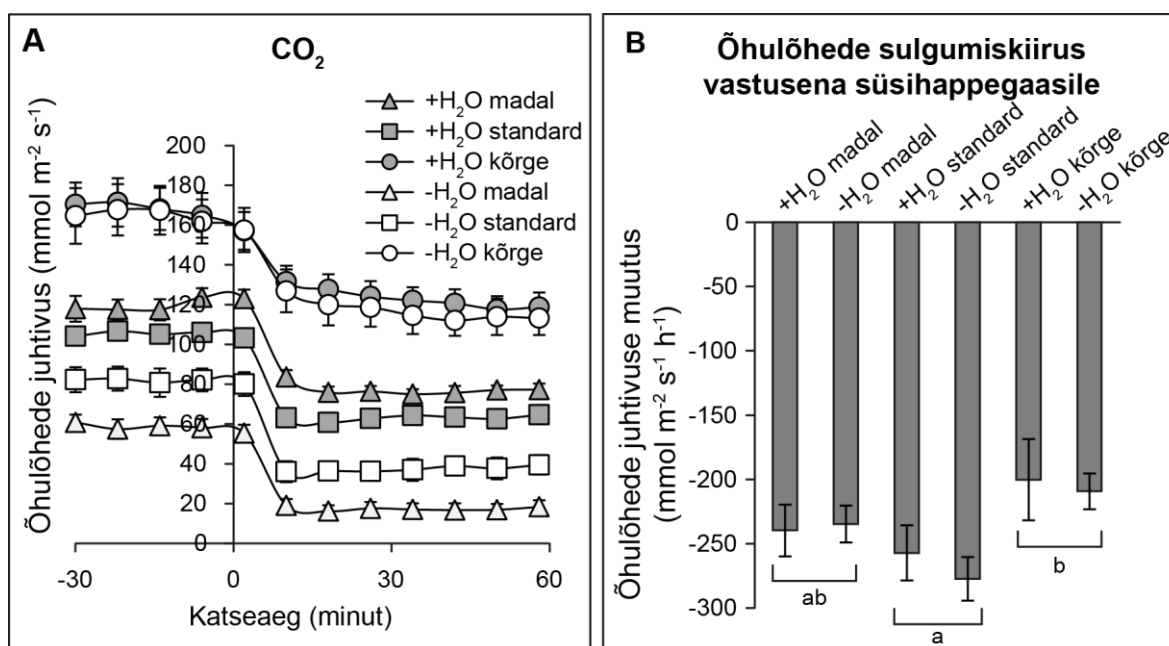 A
CO₂
+H₂O madal
+H₂O standard
+H₂O kõrge
-H₂O madal
-H₂O standard
-H₂O kõrge
Õhulõhede juhtivus (mmol m⁻² s⁻¹)
200
180
160
140
120
100
80
60
40
20
0
-30
0
30
60
Katseaeg (minut)
B
Õhulõhede sulgumiskiirus
vastusena süsihappegaasile
+H₂O madal
-H₂O madal
+H₂O standard
-H₂O standard
+H₂O kõrge
-H₂O kõrge
Õhulõhede juhtivuse muutus
(mmol m⁻² s⁻¹ h⁻¹)
0
-50
-100
-150
-200
-250
-300
ab
a
b